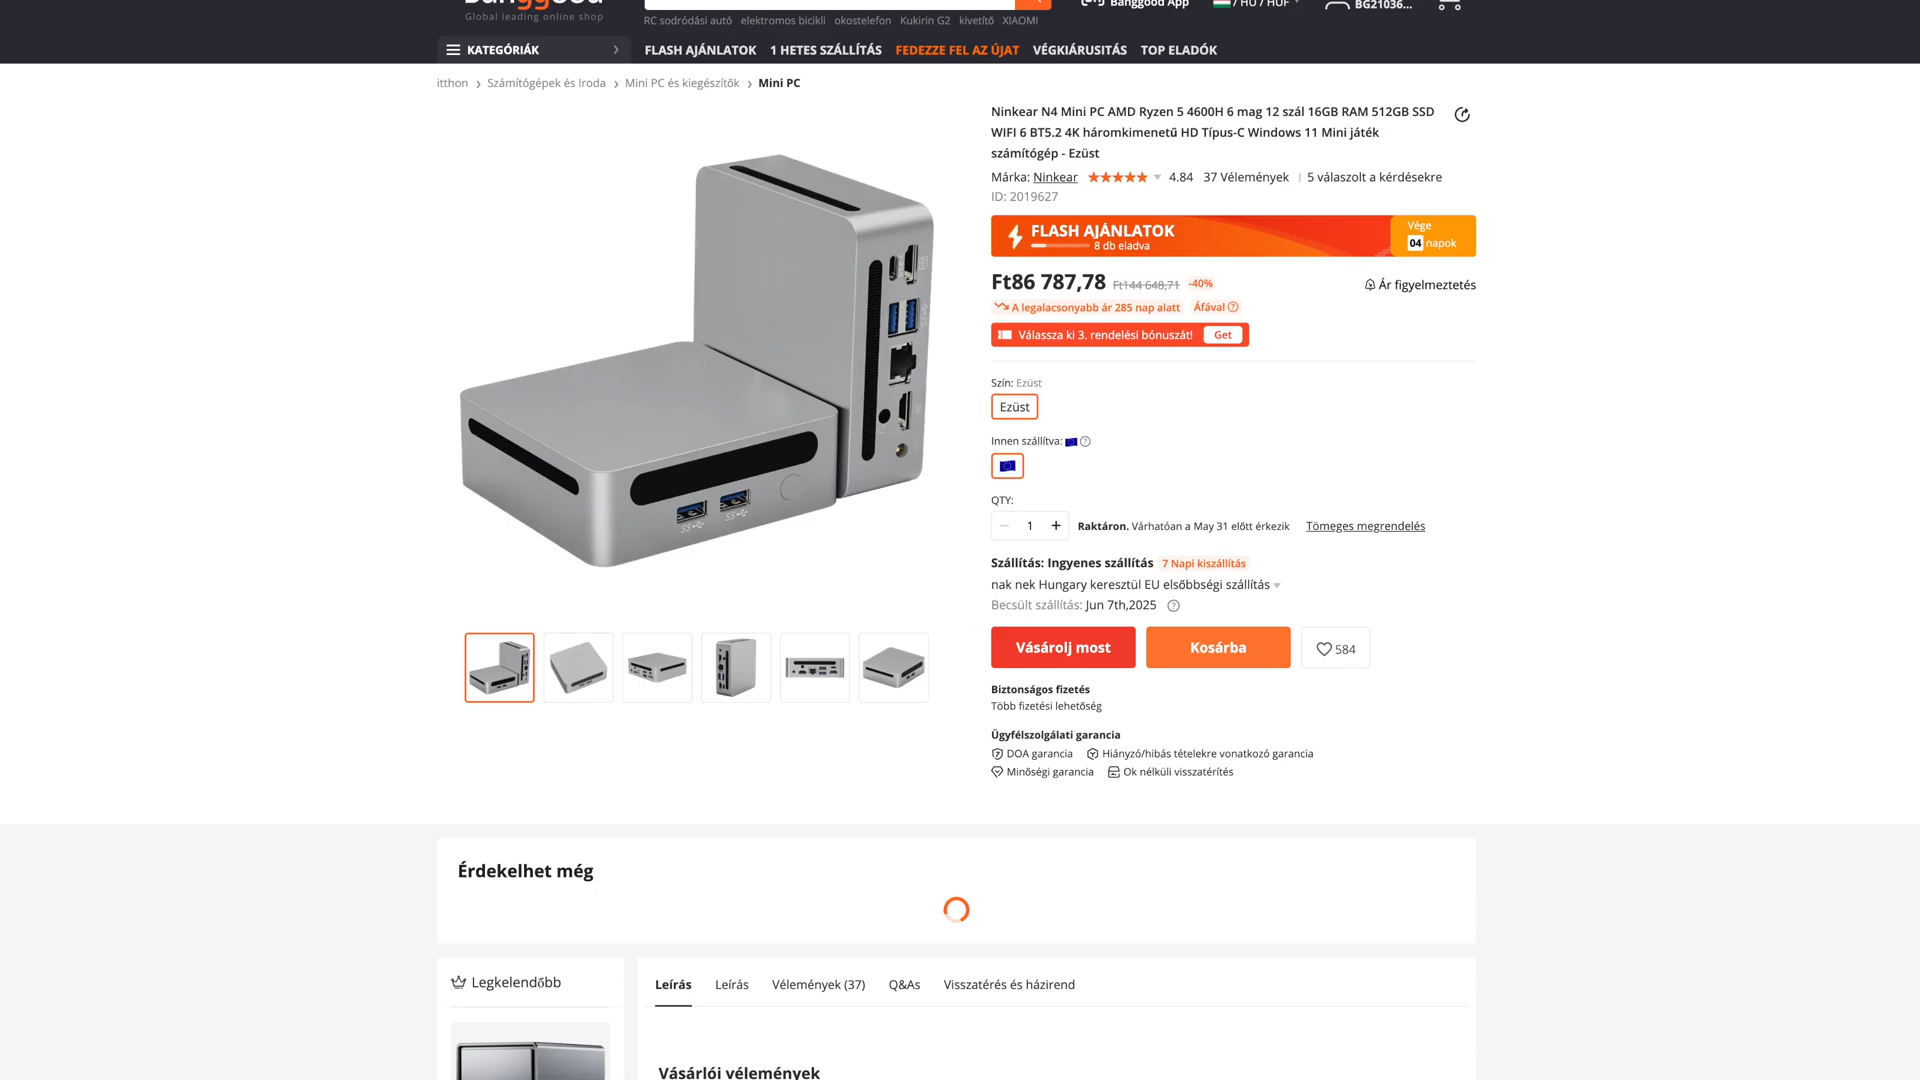 Banggood
Global leading online shop
Banggood App
/ HU / HUF
BG21036...
RC sodródási autó elektromos bicikli okostelefon Kukirin G2 kivetítő XIAOMI
KATEGÓRIÁK
FLASH AJÁNLATOK 1 HETES SZÁLLÍTÁS FEDEZZE FEL AZ ÚJAT VÉGKIÁRUSITÁS TOP ELADÓK
itthon > Számítógépek és Iroda > Mini PC és kiegészítők > Mini PC
Ninkear N4 Mini PC AMD Ryzen 5 4600H 6 mag 12 szál 16GB RAM 512GB SSD
WIFI 6 BT5.2 4K háromkimenetű HD Típus-C Windows 11 Mini játék
számítógép - Ezüst
Márka: Ninkear 4.84 37 Vélemények | 5 válaszolt a kérdésekre
ID: 2019627
FLASH AJÁNLATOK
8 db eladva
Vége
04 napok
Ft86 787,78 Ft144 648,71 -40%
Ár figyelmeztetés
A legalacsonyabb ár 285 nap alatt Áfával
Válassza ki 3. rendelési bónuszát! Get
Szín: Ezüst
Ezüst
Innen szállítva:
QTY:
− 1 + Raktáron. Várhatóan a May 31 előtt érkezik Tömeges megrendelés
Szállítás: Ingyenes szállítás 7 Napi kiszállítás
nak nek Hungary keresztül EU elsőbbségi szállítás
Becsült szállítás: Jun 7th,2025
Vásárolj most
Kosárba
584
Biztonságos fizetés
Több fizetési lehetőség
Ügyfélszolgálati garancia
DOA garancia Hiányzó/hibás tételekre vonatkozó garancia
Minőségi garancia Ok nélküli visszatérítés
Érdekelhet még
Legkelendőbb
Leírás Leírás Vélemények (37) Q&As Visszatérés és házirend
Vásárlói vélemények